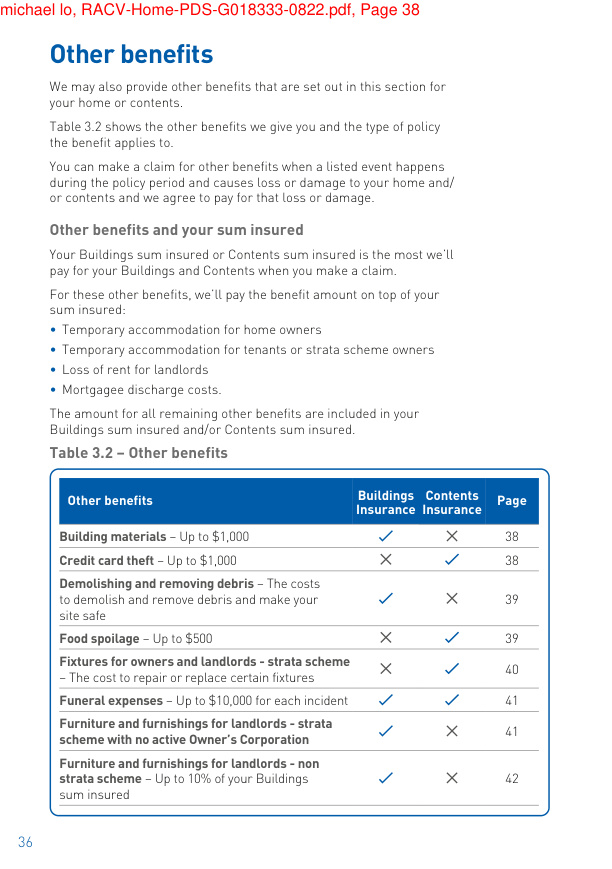 michael lo, RACV-Home-PDS-G018333-0822.pdf, Page 38
Other benefits
We may also provide other benefits that are set out in this section for
your home or contents.
Table 3.2 shows the other benefits we give you and the type of policy
the benefit applies to.
You can make a claim for other benefits when a listed event happens
during the policy period and causes loss or damage to your home and/
or contents and we agree to pay for that loss or damage.
Other benefits and your sum insured
Your Buildings sum insured or Contents sum insured is the most we'll
pay for your Buildings and Contents when you make a claim.
For these other benefits, we'll pay the benefit amount on top of your
sum insured:
• Temporary accommodation for home owners
• Temporary accommodation for tenants or strata scheme owners
• Loss of rent for landlords
• Mortgagee discharge costs.
The amount for all remaining other benefits are included in your
Buildings sum insured and/or Contents sum insured.
Table 3.2 – Other benefits
Other benefits Buildings Insurance Contents Insurance Page
Building materials – Up to $1,000 ✓ ✕ 38
Credit card theft – Up to $1,000 ✕ ✓ 38
Demolishing and removing debris – The costs
to demolish and remove debris and make your
site safe ✓ ✕ 39
Food spoilage – Up to $500 ✕ ✓ 39
Fixtures for owners and landlords - strata scheme
– The cost to repair or replace certain fixtures ✕ ✓ 40
Funeral expenses – Up to $10,000 for each incident ✓ ✓ 41
Furniture and furnishings for landlords - strata
scheme with no active Owner's Corporation ✓ ✕ 41
Furniture and furnishings for landlords - non
strata scheme – Up to 10% of your Buildings
sum insured ✓ ✕ 42
36